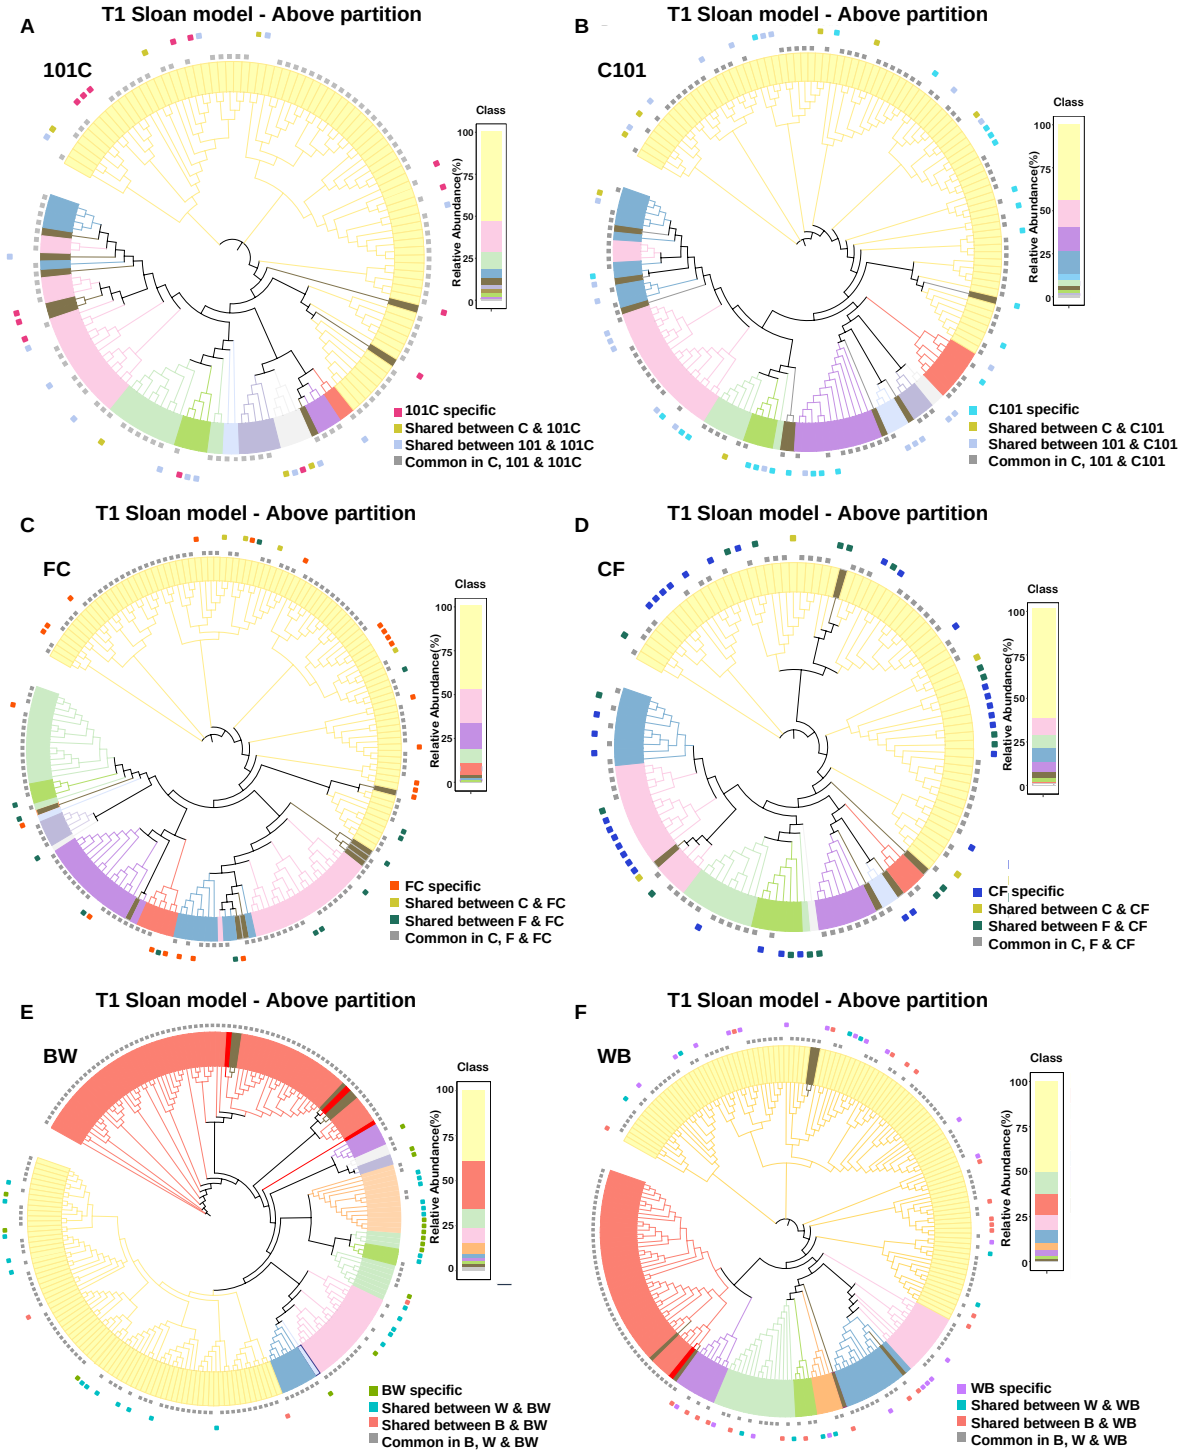 T1 Sloan model - Above partition
A
101C
Class
Relative Abundance(%)
100
75
50
25
0
101C specific
Shared between C & 101C
Shared between 101 & 101C
Common in C, 101 & 101C
T1 Sloan model - Above partition
B
C101
Class
Relative Abundance(%)
100
75
50
25
0
C101 specific
Shared between C & C101
Shared between 101 & C101
Common in C, 101 & C101
T1 Sloan model - Above partition
C
FC
Class
Relative Abundance(%)
100
75
50
25
0
FC specific
Shared between C & FC
Shared between F & FC
Common in C, F & FC
T1 Sloan model - Above partition
D
CF
Class
Relative Abundance(%)
100
75
50
25
0
CF specific
Shared between C & CF
Shared between F & CF
Common in C, F & CF
T1 Sloan model - Above partition
E
BW
Class
Relative Abundance(%)
100
75
50
25
0
BW specific
Shared between W & BW
Shared between B & BW
Common in B, W & BW
T1 Sloan model - Above partition
F
WB
Class
Relative Abundance(%)
100
75
50
25
0
WB specific
Shared between W & WB
Shared between B & WB
Common in B, W & WB